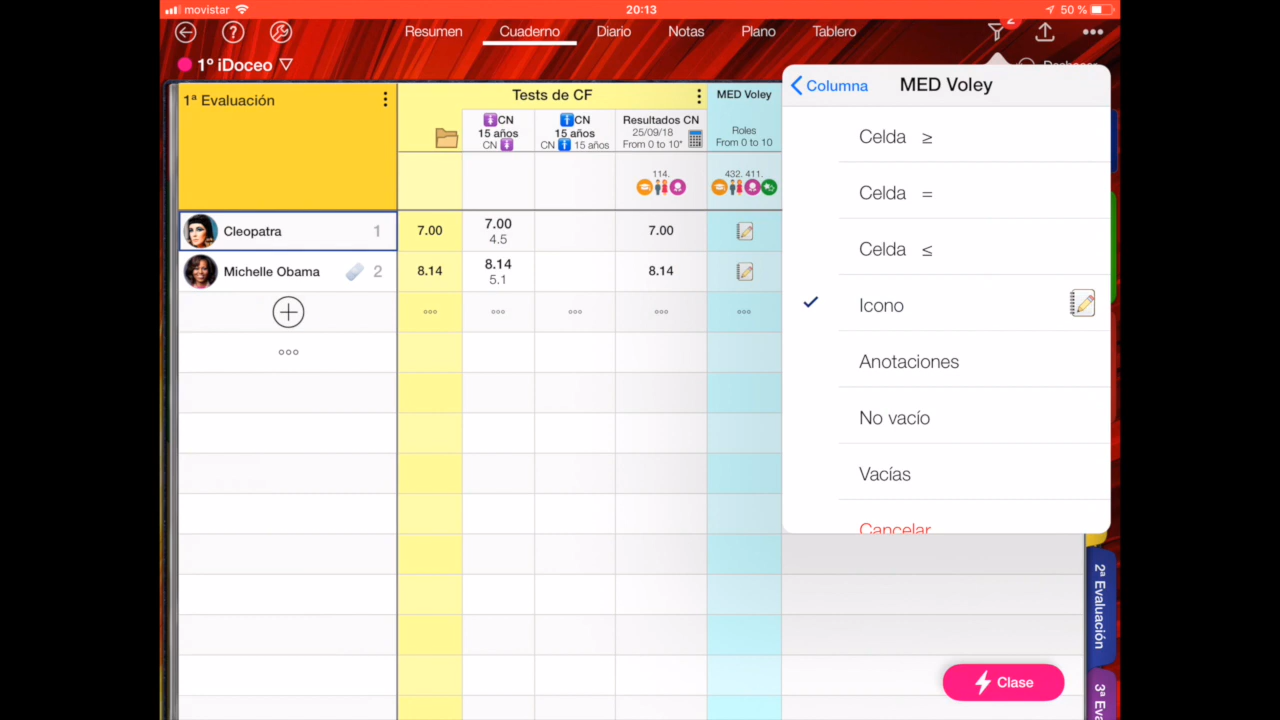 movistar 20:13 50 %
Resumen Cuaderno Diario Notas Plano Tablero 2
1º iDoceo Deshacer
1ª Evaluación
Tests de CF
CN
15 años
CN
CN
15 años
CN 15 años
Resultados CN
25/09/18
From 0 to 10*
114.
MED Voley
Roles
From 0 to 10
432. 411.
Cleopatra 1 7.00 7.00 7.00
4.5
Michelle Obama 2 8.14 8.14 8.14
5.1
Columna MED Voley
Celda ≥
Celda =
Celda ≤
Icono
Anotaciones
No vacío
Vacías
Cancelar
2ª Evaluación
3ª Eva
Clase